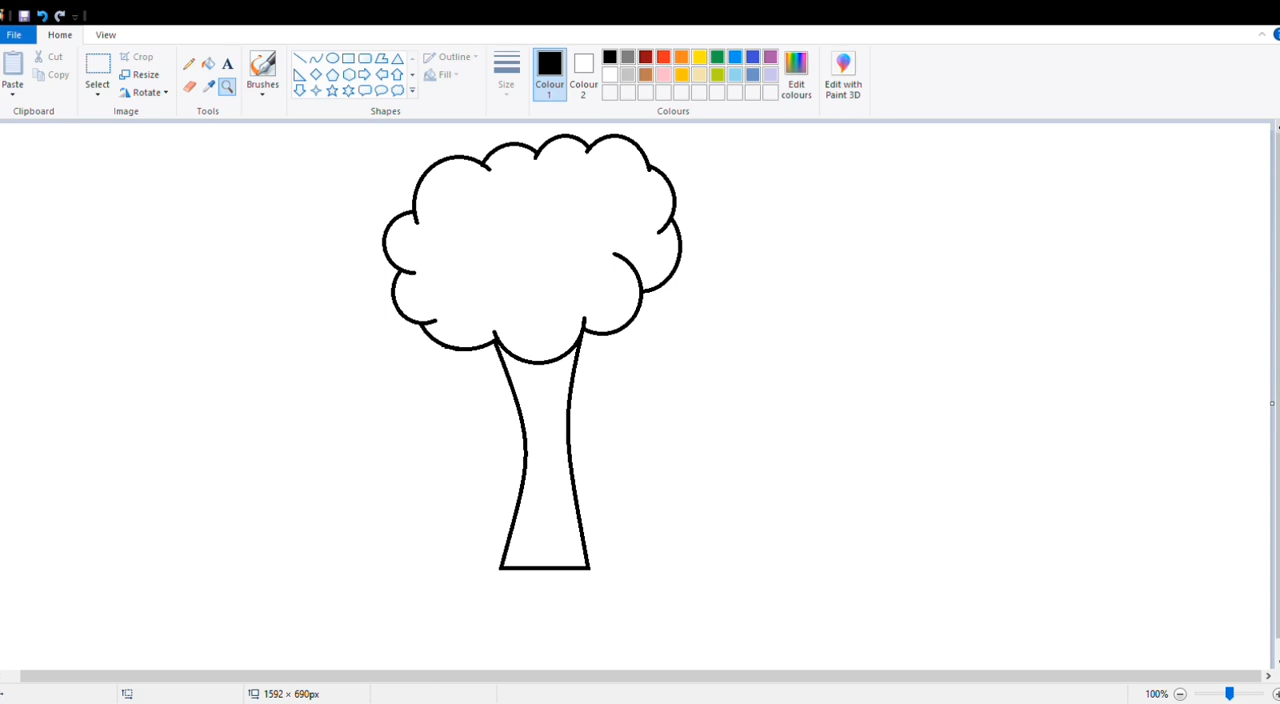 File Home View
Paste Cut Copy Select Crop Resize Rotate Brushes Outline Fill Size Colour 1 Colour 2 Edit colours Edit with Paint 3D
Clipboard Image Tools Shapes Colours
1592 × 690px 100%